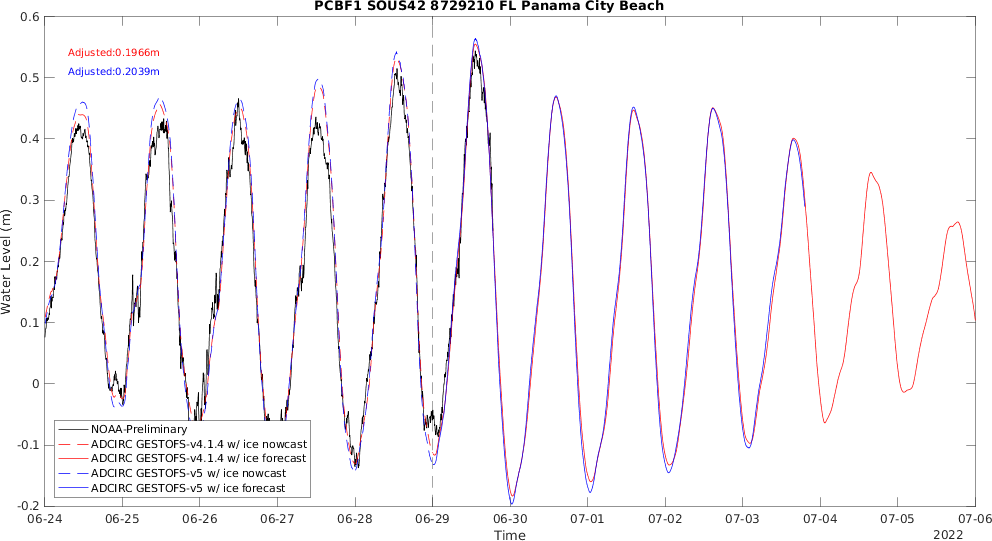 PCBF1 SOUS42 8729210 FL Panama City Beach
0.6
0.5
0.4
0.3
0.2
0.1
0
-0.1
-0.2
Water Level (m)
Adjusted:0.1966m
Adjusted:0.2039m
NOAA-Preliminary
ADCIRC GESTOFS-v4.1.4 w/ ice nowcast
ADCIRC GESTOFS-v4.1.4 w/ ice forecast
ADCIRC GESTOFS-v5 w/ ice nowcast
ADCIRC GESTOFS-v5 w/ ice forecast
06-24 06-25 06-26 06-27 06-28 06-29 06-30 07-01 07-02 07-03 07-04 07-05 07-06
Time
2022